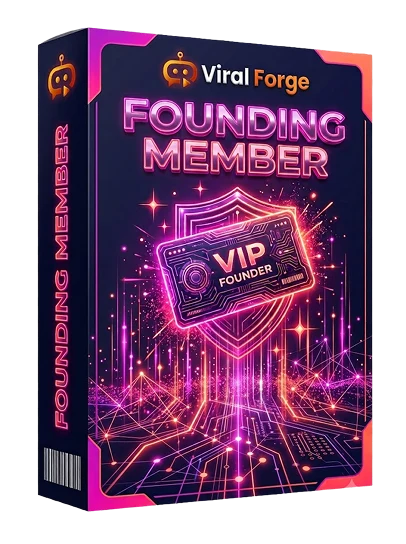 Viral Forge
FOUNDING
MEMBER
VIP
FOUNDER
FOUNDING MEMBER